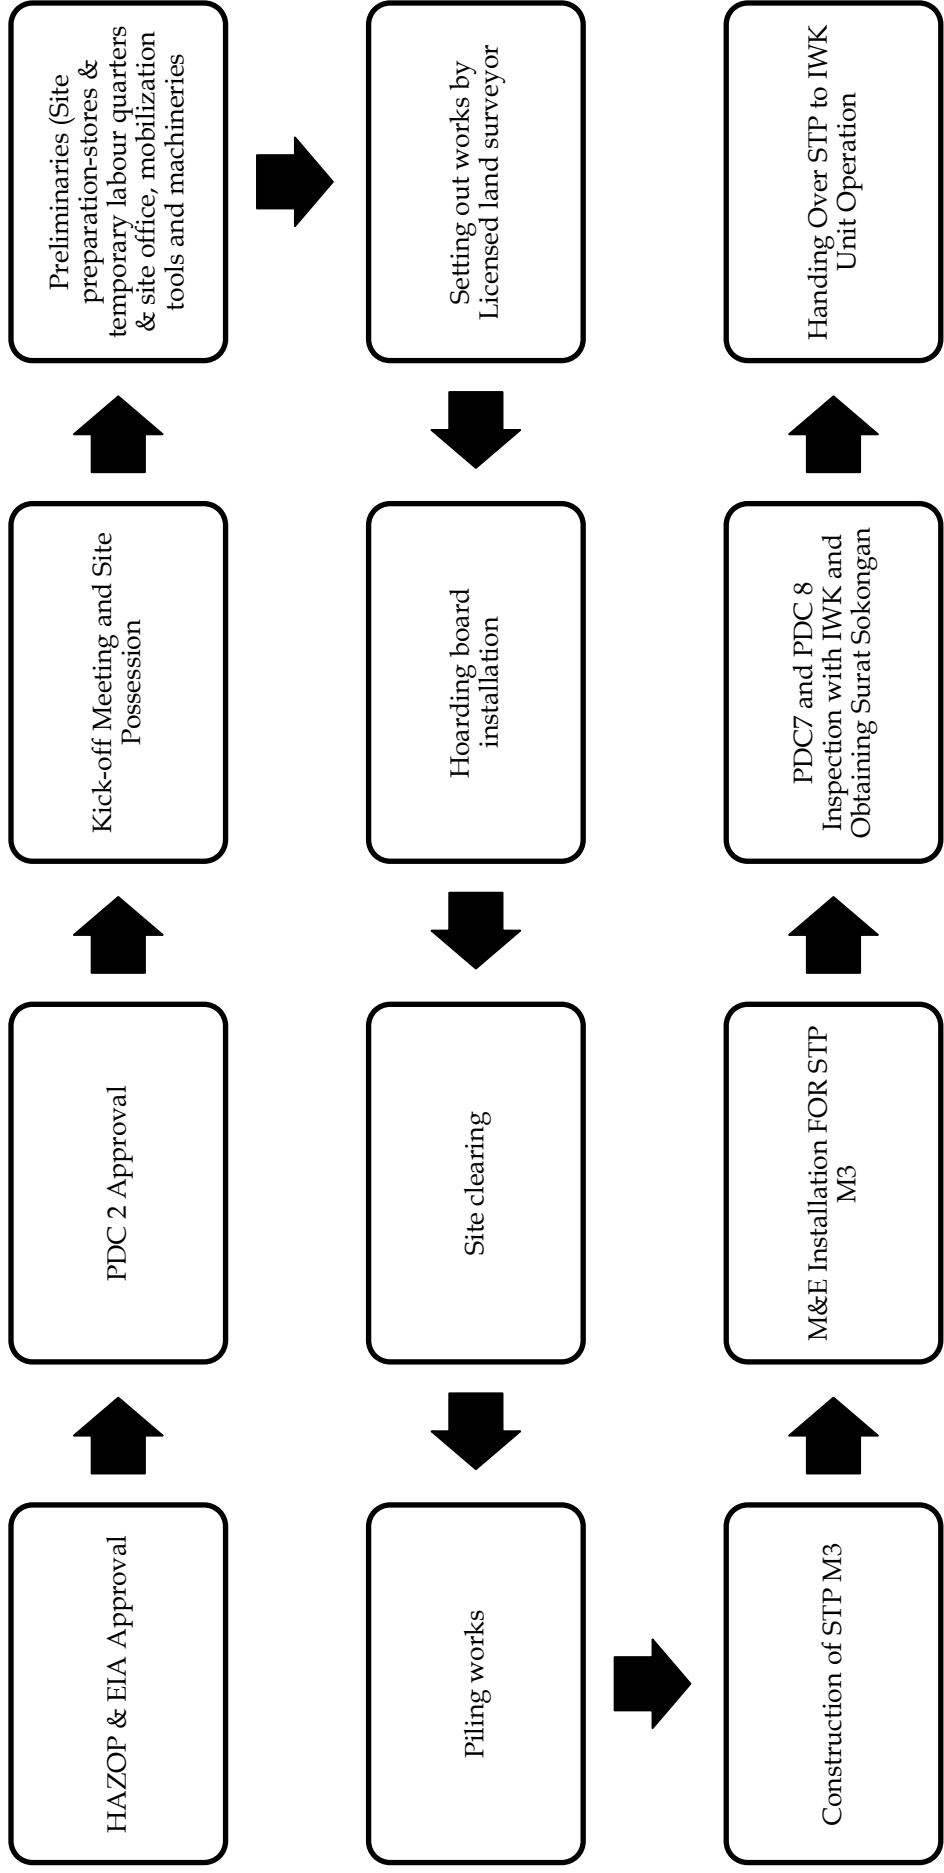 HAZOP & EIA Approval
PDC 2 Approval
Kick-off Meeting and Site
Possession
Preliminaries (Site
preparation-stores &
temporary labour quarters
& site office, mobilization
tools and machineries
Setting out works by
Licensed land surveyor
Hoarding board
installation
Site clearing
Piling works
Construction of STP M3
M&E Installation FOR STP
M3
PDC7 and PDC 8
Inspection with IWK and
Obtaining Surat Sokongan
Handing Over STP to IWK
Unit Operation